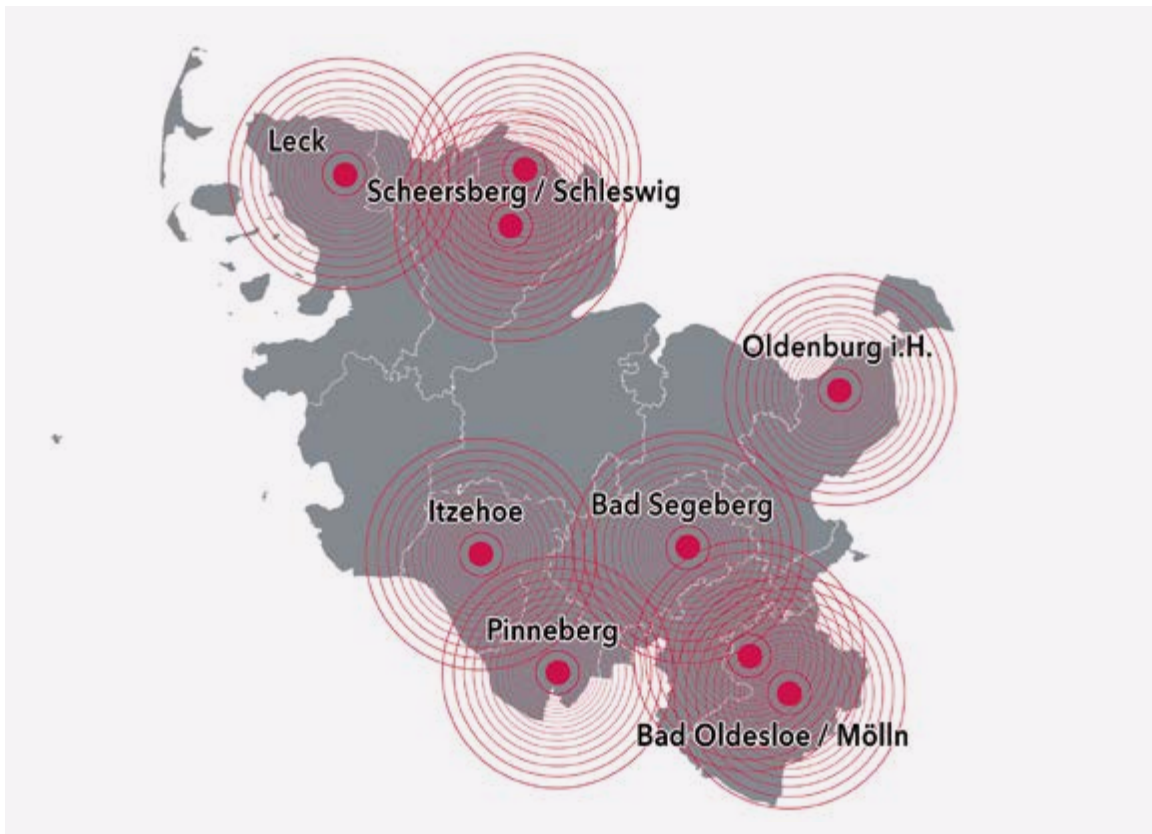 Leck
Scheersberg / Schleswig
Oldenburg i.H.
Itzehoe
Bad Segeberg
Pinneberg
Bad Oldesloe / Mölln